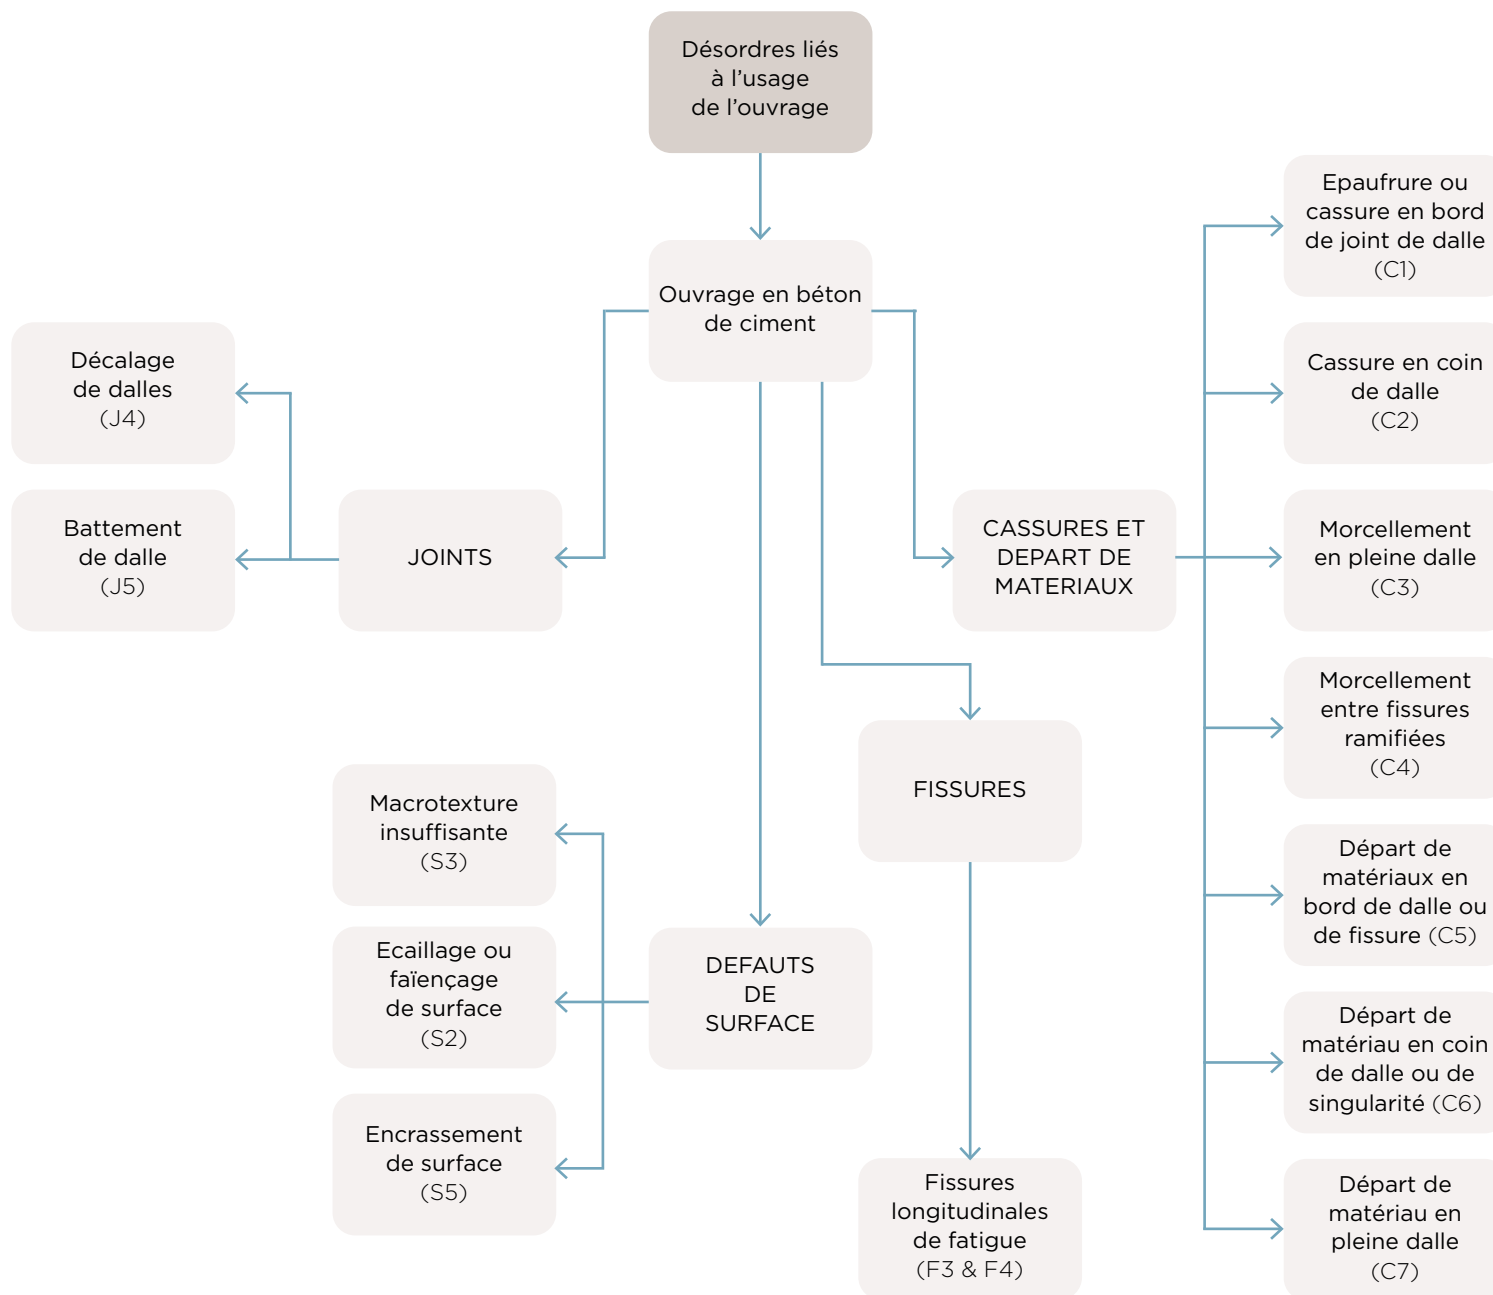 Désordres liés
à l’usage
de l’ouvrage
Ouvrage en béton
de ciment
Décalage
de dalles
(J4)
Battement
de dalle
(J5)
JOINTS
CASSURES ET
DEPART DE
MATERIAUX
Epaufrure ou
cassure en bord
de joint de dalle
(C1)
Cassure en coin
de dalle
(C2)
Morcellement
en pleine dalle
(C3)
Morcellement
entre fissures
ramifiées
(C4)
Départ de
matériaux en
bord de dalle ou
de fissure (C5)
Départ de
matériau en coin
de dalle ou de
singularité (C6)
Départ de
matériau en
pleine dalle
(C7)
FISSURES
Fissures
longitudinales
de fatigue
(F3 & F4)
DEFAUTS
DE
SURFACE
Macrotexture
insuffisante
(S3)
Ecaillage ou
faïençage
de surface
(S2)
Encrassement
de surface
(S5)